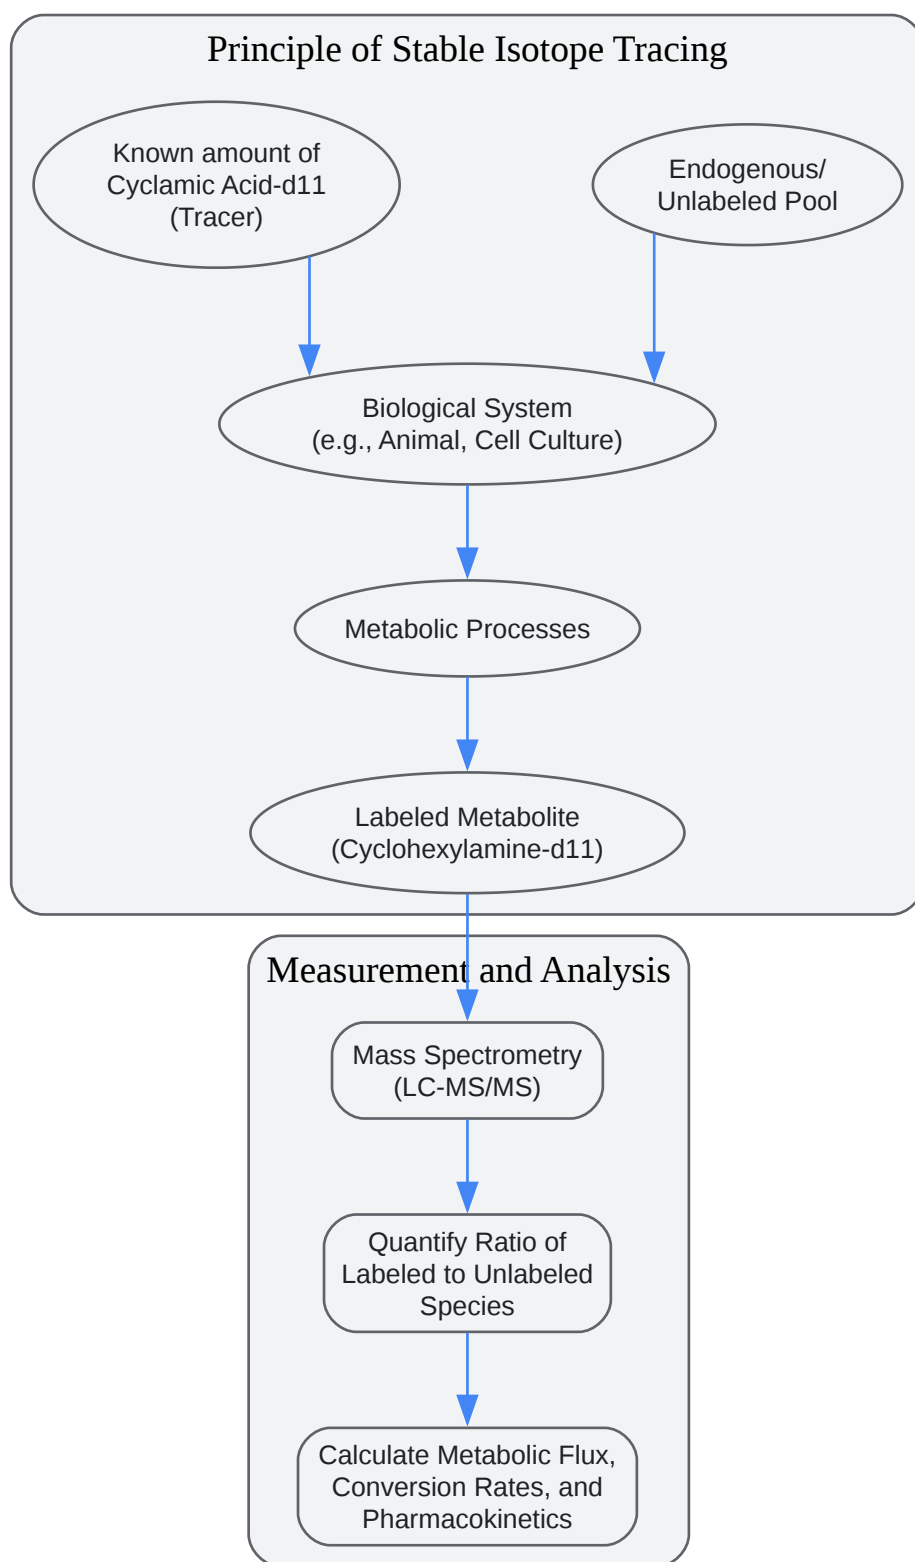 Principle of Stable Isotope Tracing
Known amount of
Cyclamic Acid-d11
(Tracer)
Endogenous/
Unlabeled Pool
Biological System
(e.g., Animal, Cell Culture)
Metabolic Processes
Labeled Metabolite
(Cyclohexylamine-d11)
Measurement and Analysis
Mass Spectrometry
(LC-MS/MS)
Quantify Ratio of
Labeled to Unlabeled
Species
Calculate Metabolic Flux,
Conversion Rates, and
Pharmacokinetics